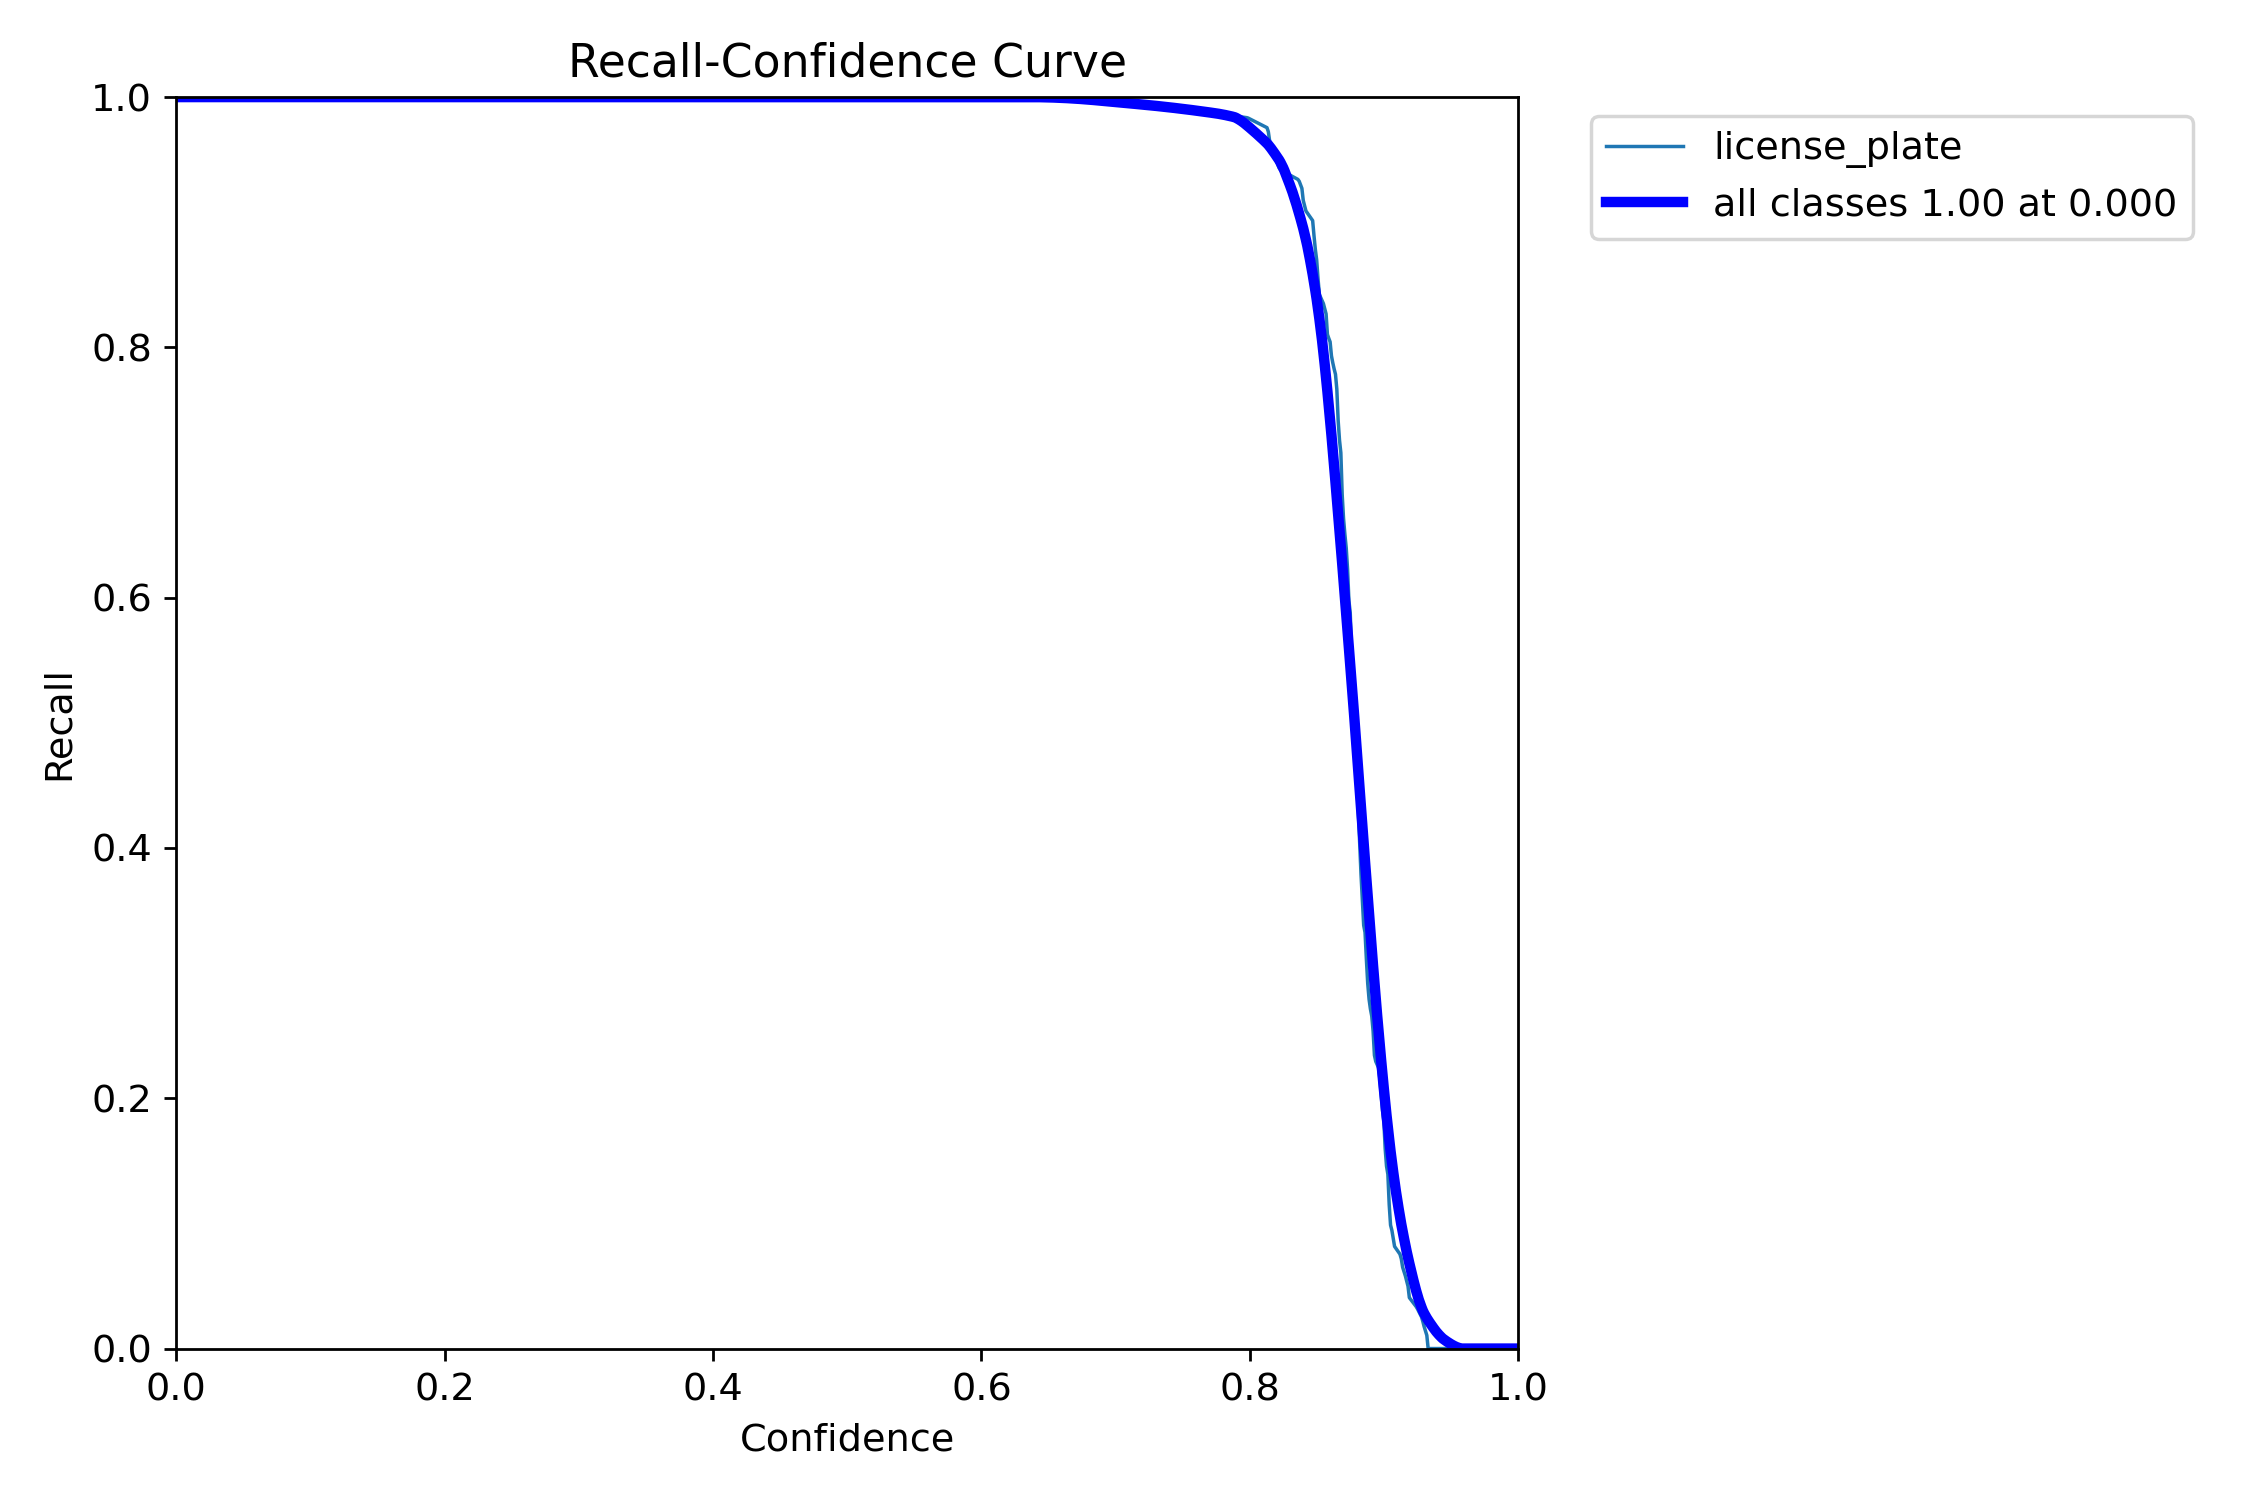 Recall-Confidence Curve
1.0
0.8
0.6
0.4
0.2
0.0
Recall
0.0 0.2 0.4 0.6 0.8 1.0
Confidence
license_plate
all classes 1.00 at 0.000